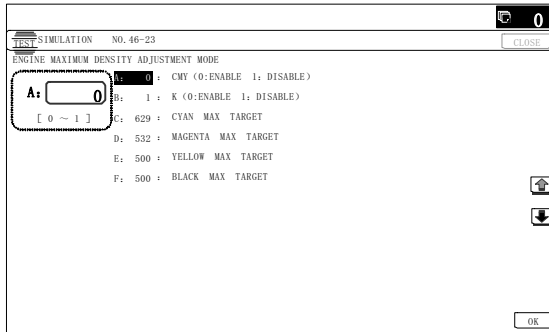 0
TEST SIMULATION NO.46-23
CLOSE
ENGINE MAXIMUM DENSITY ADJUSTMENT MODE
A: 0
[ 0 ~ 1 ]
A: 0 : CMY (0:ENABLE 1: DISABLE)
B: 1 : K (0:ENABLE 1: DISABLE)
C: 629 : CYAN MAX TARGET
D: 532 : MAGENTA MAX TARGET
E: 500 : YELLOW MAX TARGET
F: 500 : BLACK MAX TARGET
OK